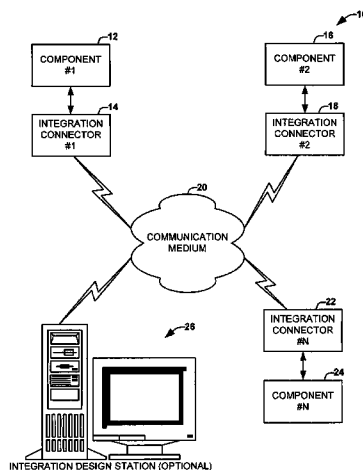 12
COMPONENT
#1
14
INTEGRATION
CONNECTOR
#1
16
COMPONENT
#2
18
INTEGRATION
CONNECTOR
#2
20
COMMUNICATION
MEDIUM
22
INTEGRATION
CONNECTOR
#N
24
COMPONENT
#N
26
INTEGRATION DESIGN STATION (OPTIONAL)